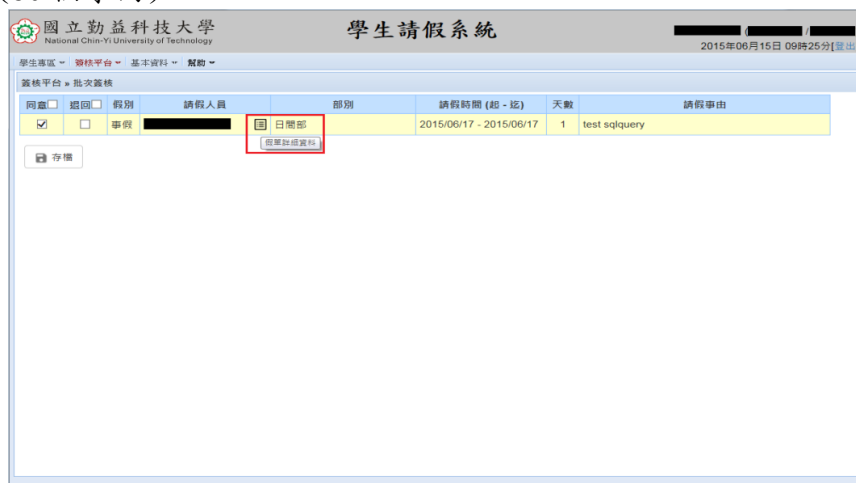 國立勤益科技大學
National Chin-Yi University of Technology
學生請假系統
2015年06月15日 09時25分[登出
學生專區 簽核平台 基本資料 幫助
簽核平台 » 批次簽核
同意 退回 假別 請假人員 部別 請假時間 (起 - 迄) 天數 請假事由
事假 日間部 2015/06/17 - 2015/06/17 1 test sqlquery
假單詳細資料
存檔